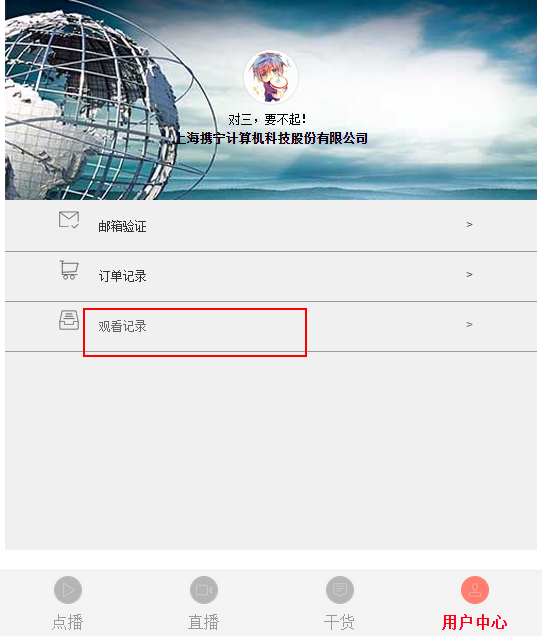 对三，要不起！
上海携宁计算机科技股份有限公司
邮箱验证 >
订单记录 >
观看记录 >
点播 直播 干货 用户中心